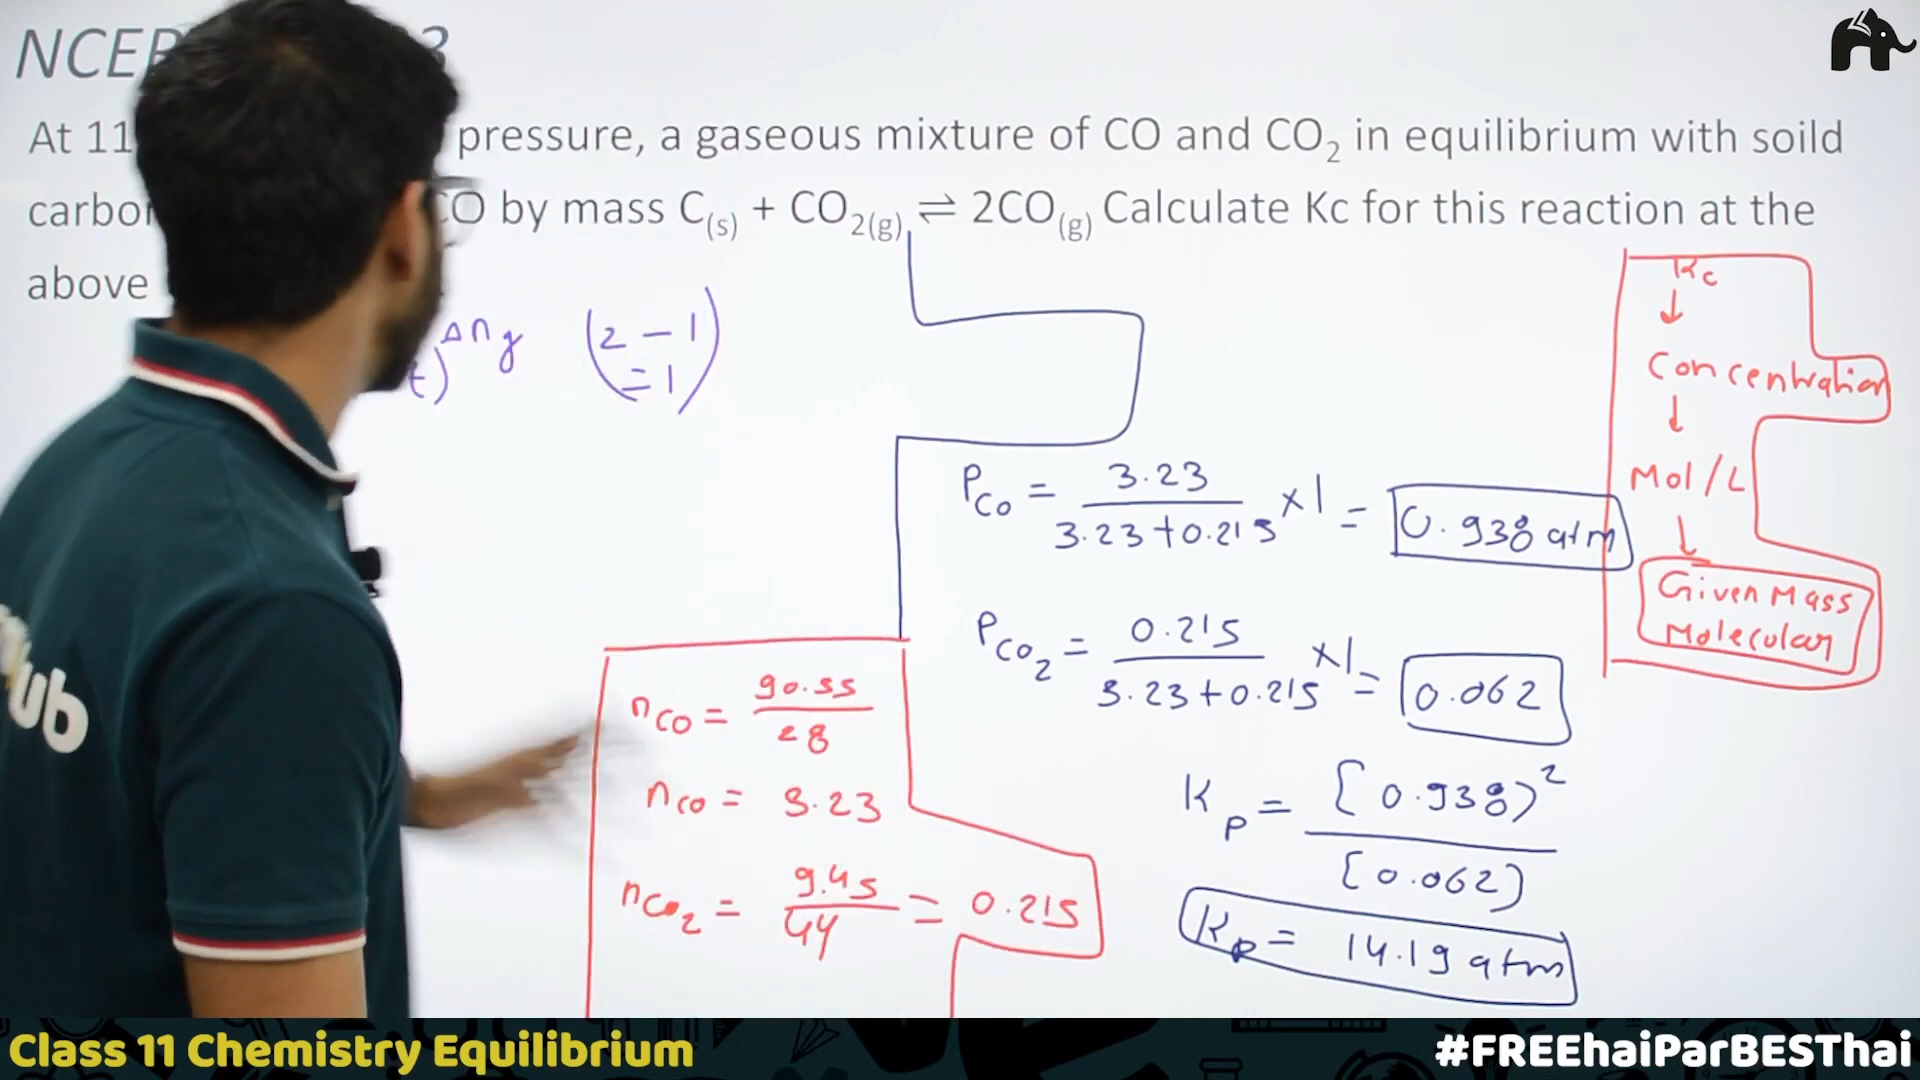 NCER 3
At 11 pressure, a gaseous mixture of CO and CO2 in equilibrium with soild
carbon CO by mass C(s) + CO2(g) ⇌ 2CO(g) Calculate Kc for this reaction at the
above
Kc
↓
Concentration
↓
Mol/L
↓
Given Mass
Molecular
t)^Δng (2 − 1
= 1)
PCO = 3.23 / 3.23+0.215 ×1 = 0.938 atm
PCO2 = 0.215 / 3.23+0.215 ×1 = 0.062
nCO = 90.55 / 28
nCO = 3.23
nCO2 = 9.45 / 44 = 0.215
Kp = [0.938)² / [0.062)
Kp = 14.19 atm
ub
Class 11 Chemistry Equilibrium
#FREEhaiParBESThai